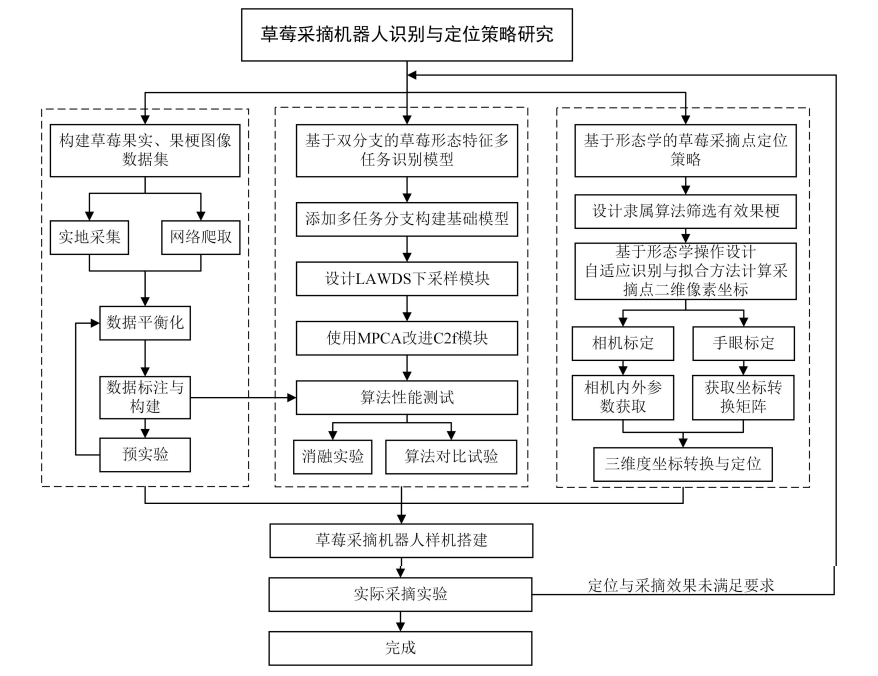 草莓采摘机器人识别与定位策略研究
构建草莓果实、果梗图像
数据集
实地采集
网络爬取
数据平衡化
数据标注与
构建
预实验
基于双分支的草莓形态特征多
任务识别模型
添加多任务分支构建基础模型
设计LAWDS下采样模块
使用MPCA改进C2f模块
算法性能测试
消融实验
算法对比试验
基于形态学的草莓采摘点定位
策略
设计隶属算法筛选有效果梗
基于形态学操作设计
自适应识别与拟合方法计算采
摘点二维像素坐标
相机标定
手眼标定
相机内外参
数获取
获取坐标转
换矩阵
三维度坐标转换与定位
草莓采摘机器人样机搭建
实际采摘实验
定位与采摘效果未满足要求
完成